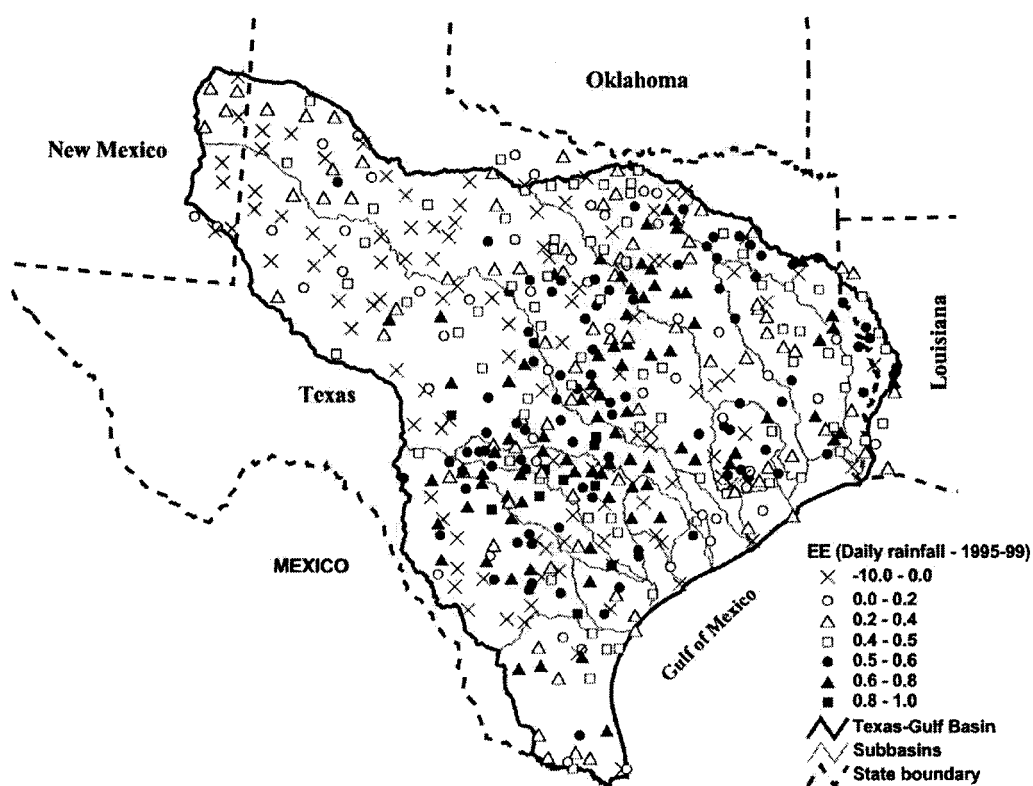 Oklahoma
New Mexico
Louisiana
Texas
MEXICO
Gulf of Mexico
EE (Daily rainfall - 1995-99)
-10.0 - 0.0
0.0 - 0.2
0.2 - 0.4
0.4 - 0.5
0.5 - 0.6
0.6 - 0.8
0.8 - 1.0
Texas-Gulf Basin
Subbasins
State boundary